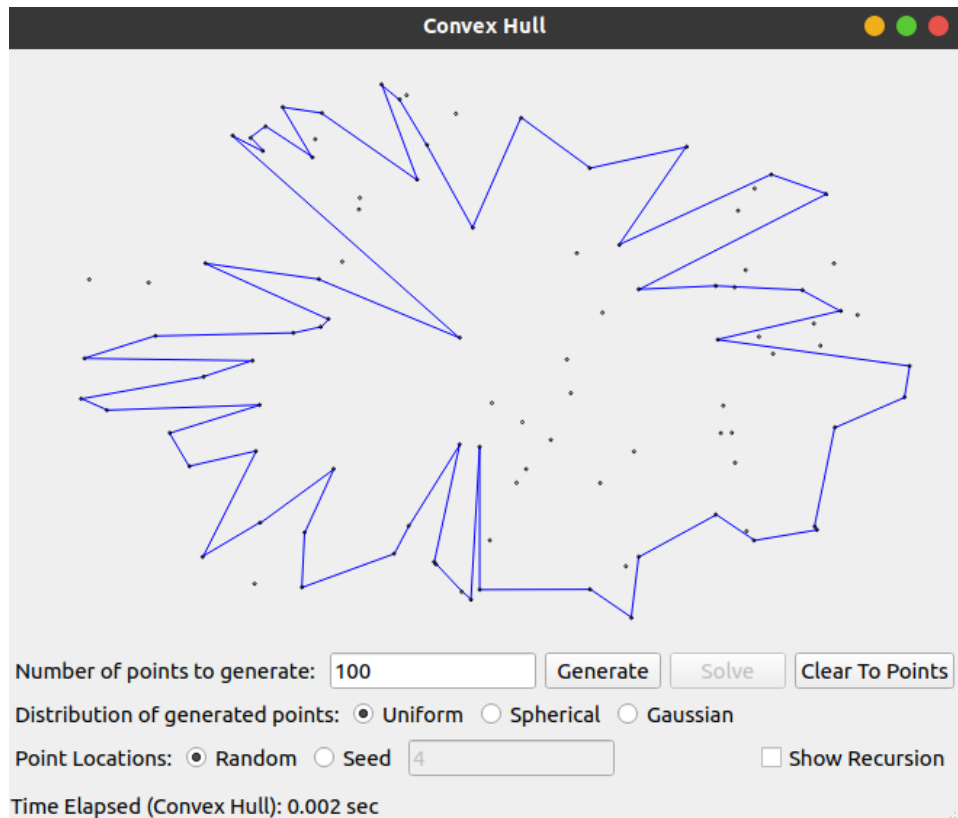 Convex Hull
Number of points to generate: 100 Generate Solve Clear To Points
Distribution of generated points: Uniform Spherical Gaussian
Point Locations: Random Seed 4 Show Recursion
Time Elapsed (Convex Hull): 0.002 sec